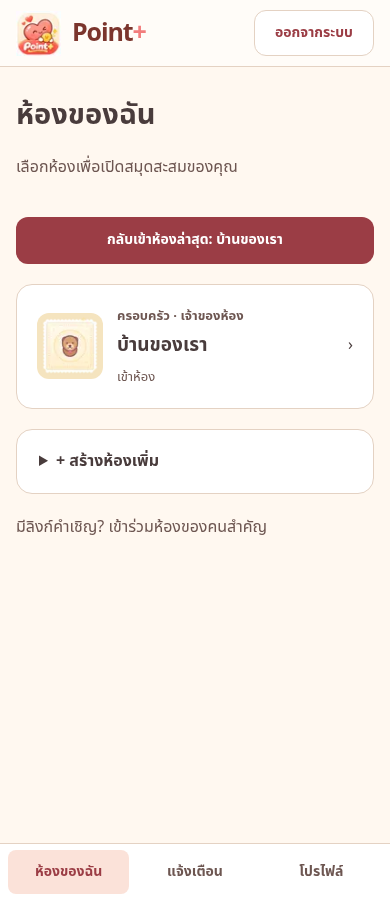 Point+
Point+
ออกจากระบบ
ห้องของฉัน
เลือกห้องเพื่อเปิดสมุดสะสมของคุณ
กลับเข้าห้องล่าสุด: บ้านของเรา
ครอบครัว · เจ้าของห้อง
บ้านของเรา
เข้าห้อง
›
+ สร้างห้องเพิ่ม
มีลิงก์คำเชิญ? เข้าร่วมห้องของคนสำคัญ
ห้องของฉัน
แจ้งเตือน
โปรไฟล์